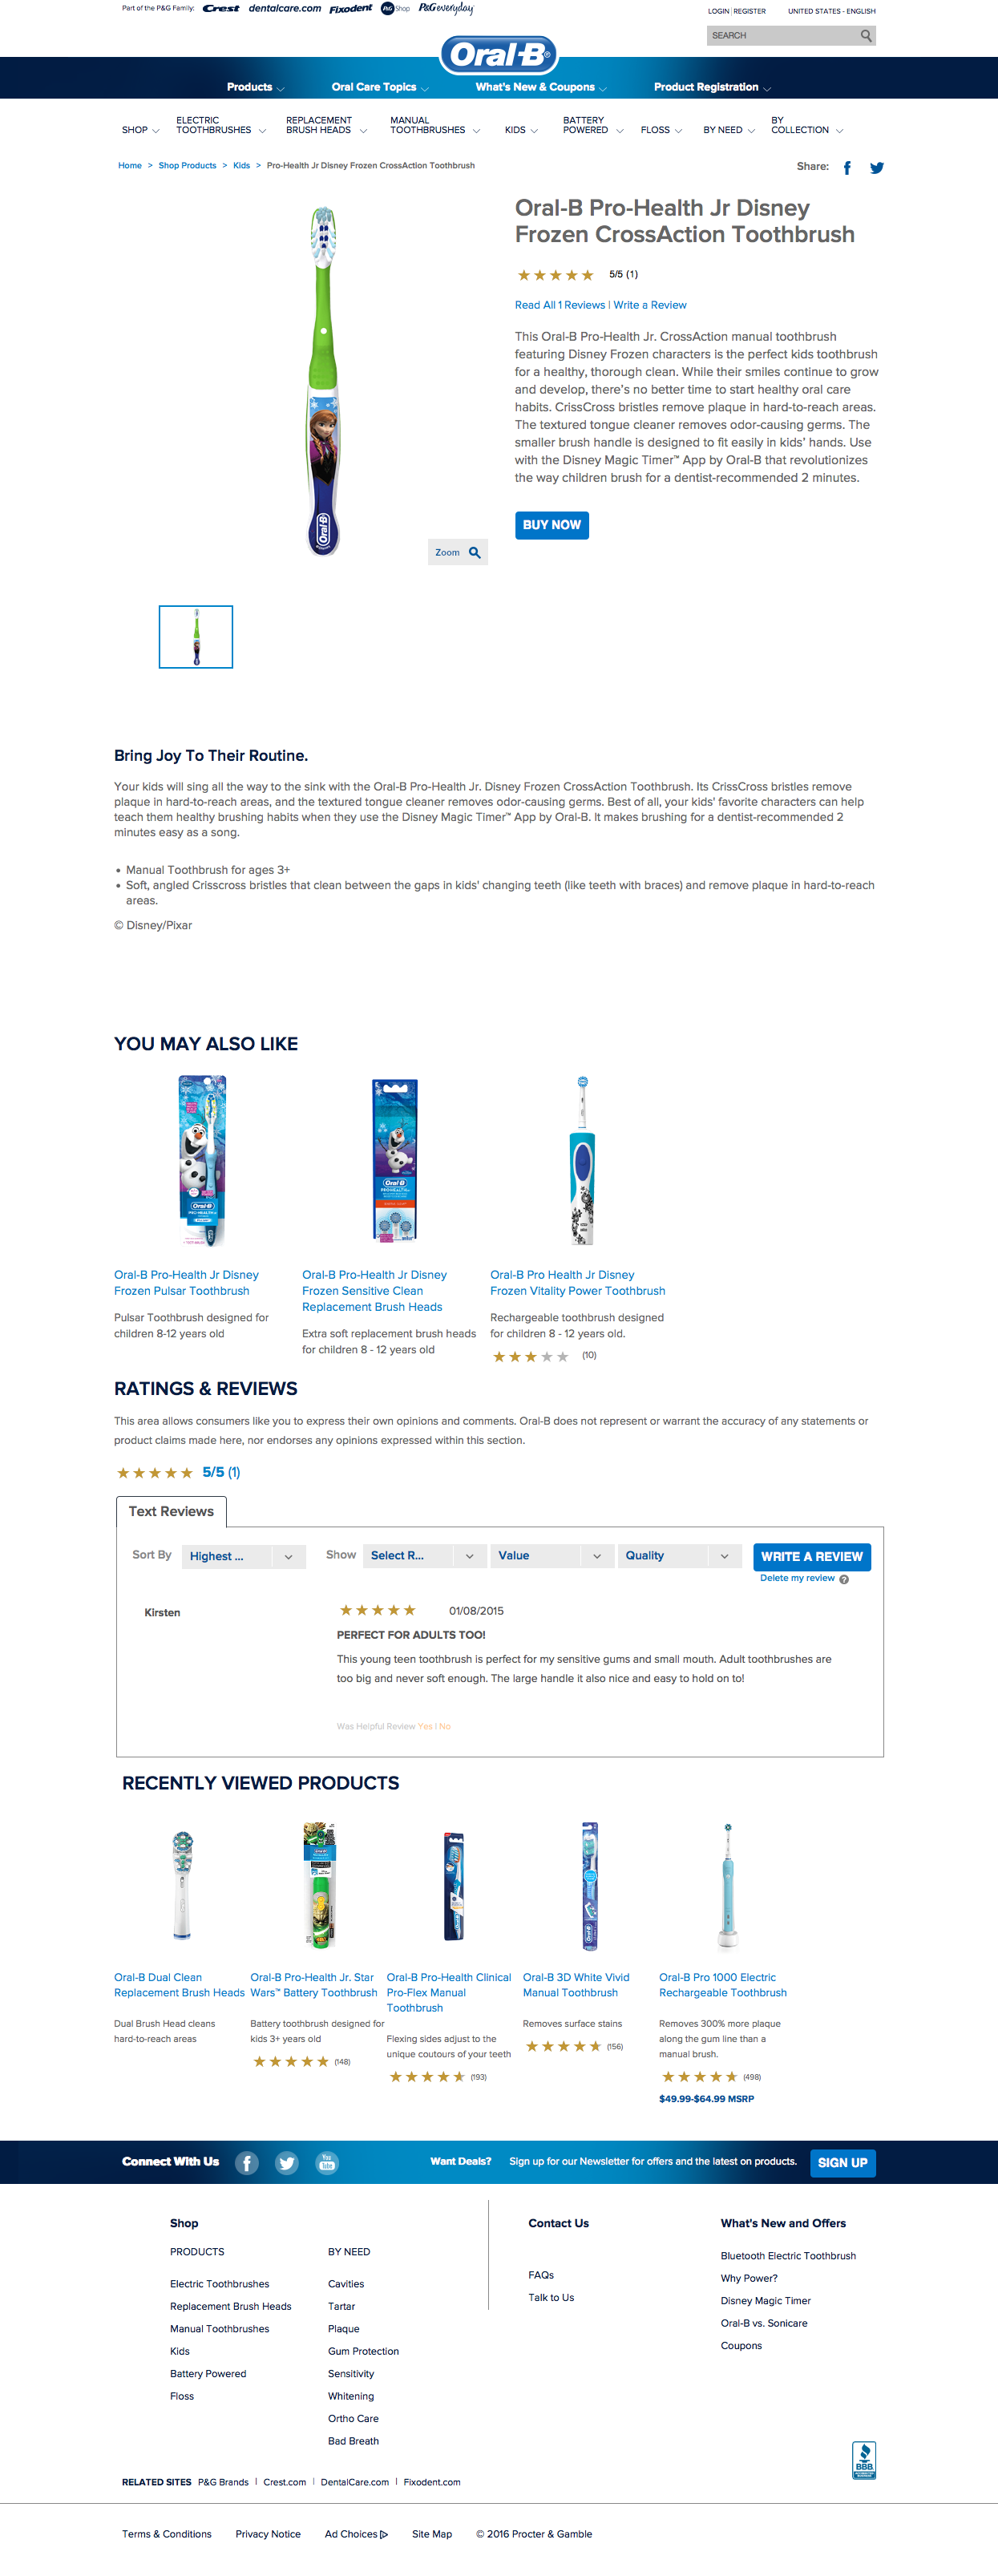 Part of the P&G Family: Crest dentalcare.com Fixodent P&G Shop P&G everyday
LOGIN | REGISTER UNITED STATES - ENGLISH
SEARCH
Oral-B
Products Oral Care Topics What's New & Coupons Product Registration
SHOP ELECTRIC TOOTHBRUSHES REPLACEMENT BRUSH HEADS MANUAL TOOTHBRUSHES KIDS BATTERY POWERED FLOSS BY NEED BY COLLECTION
Home > Shop Products > Kids > Pro-Health Jr Disney Frozen CrossAction Toothbrush
Share:
Oral-B Pro-Health Jr Disney
Frozen CrossAction Toothbrush
5/5 (1)
Read All 1 Reviews | Write a Review
This Oral-B Pro-Health Jr. CrossAction manual toothbrush
featuring Disney Frozen characters is the perfect kids toothbrush
for a healthy, thorough clean. While their smiles continue to grow
and develop, there's no better time to start healthy oral care
habits. CrissCross bristles remove plaque in hard-to-reach areas.
The textured tongue cleaner removes odor-causing germs. The
smaller brush handle is designed to fit easily in kids' hands. Use
with the Disney Magic Timer™ App by Oral-B that revolutionizes
the way children brush for a dentist-recommended 2 minutes.
BUY NOW
Oral-B
Zoom
Bring Joy To Their Routine.
Your kids will sing all the way to the sink with the Oral-B Pro-Health Jr. Disney Frozen CrossAction Toothbrush. Its CrissCross bristles remove
plaque in hard-to-reach areas, and the textured tongue cleaner removes odor-causing germs. Best of all, your kids' favorite characters can help
teach them healthy brushing habits when they use the Disney Magic Timer™ App by Oral-B. It makes brushing for a dentist-recommended 2
minutes easy as a song.
• Manual Toothbrush for ages 3+
• Soft, angled Crisscross bristles that clean between the gaps in kids' changing teeth (like teeth with braces) and remove plaque in hard-to-reach
areas.
© Disney/Pixar
YOU MAY ALSO LIKE
Oral-B
Oral-B
Oral-B Pro-Health Jr Disney
Frozen Pulsar Toothbrush
Pulsar Toothbrush designed for
children 8-12 years old
Oral-B Pro-Health Jr Disney
Frozen Sensitive Clean
Replacement Brush Heads
Extra soft replacement brush heads
for children 8 - 12 years old
Oral-B Pro Health Jr Disney
Frozen Vitality Power Toothbrush
Rechargeable toothbrush designed
for children 8 - 12 years old.
(10)
RATINGS & REVIEWS
This area allows consumers like you to express their own opinions and comments. Oral-B does not represent or warrant the accuracy of any statements or
product claims made here, nor endorses any opinions expressed within this section.
5/5 (1)
Text Reviews
Sort By Highest ... Show Select R... Value Quality WRITE A REVIEW
Delete my review ?
Kirsten
01/08/2015
PERFECT FOR ADULTS TOO!
This young teen toothbrush is perfect for my sensitive gums and small mouth. Adult toothbrushes are
too big and never soft enough. The large handle it also nice and easy to hold on to!
Was Helpful Review Yes | No
RECENTLY VIEWED PRODUCTS
Oral-B Dual Clean
Replacement Brush Heads
Dual Brush Head cleans
hard-to-reach areas
Oral-B Pro-Health Jr. Star
Wars™ Battery Toothbrush
Battery toothbrush designed for
kids 3+ years old
(148)
Oral-B Pro-Health Clinical
Pro-Flex Manual
Toothbrush
Flexing sides adjust to the
unique coutours of your teeth
(193)
Oral-B 3D White Vivid
Manual Toothbrush
Removes surface stains
(156)
Oral-B Pro 1000 Electric
Rechargeable Toothbrush
Removes 300% more plaque
along the gum line than a
manual brush.
(498)
$49.99-$64.99 MSRP
Connect With Us
You Tube
Want Deals? Sign up for our Newsletter for offers and the latest on products. SIGN UP
Shop
PRODUCTS
Electric Toothbrushes
Replacement Brush Heads
Manual Toothbrushes
Kids
Battery Powered
Floss
BY NEED
Cavities
Tartar
Plaque
Gum Protection
Sensitivity
Whitening
Ortho Care
Bad Breath
Contact Us
FAQs
Talk to Us
What's New and Offers
Bluetooth Electric Toothbrush
Why Power?
Disney Magic Timer
Oral-B vs. Sonicare
Coupons
BBB
RELATED SITES P&G Brands | Crest.com | DentalCare.com | Fixodent.com
Terms & Conditions Privacy Notice Ad Choices Site Map © 2016 Procter & Gamble